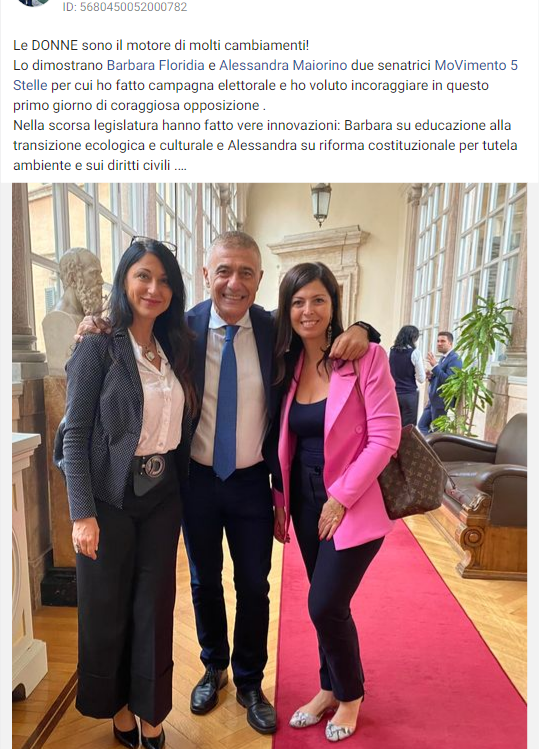 ID: 5680450052000782
Le DONNE sono il motore di molti cambiamenti!
Lo dimostrano Barbara Floridia e Alessandra Maiorino due senatrici MoVimento 5
Stelle per cui ho fatto campagna elettorale e ho voluto incoraggiare in questo
primo giorno di coraggiosa opposizione .
Nella scorsa legislatura hanno fatto vere innovazioni: Barbara su educazione alla
transizione ecologica e culturale e Alessandra su riforma costituzionale per tutela
ambiente e sui diritti civili ....